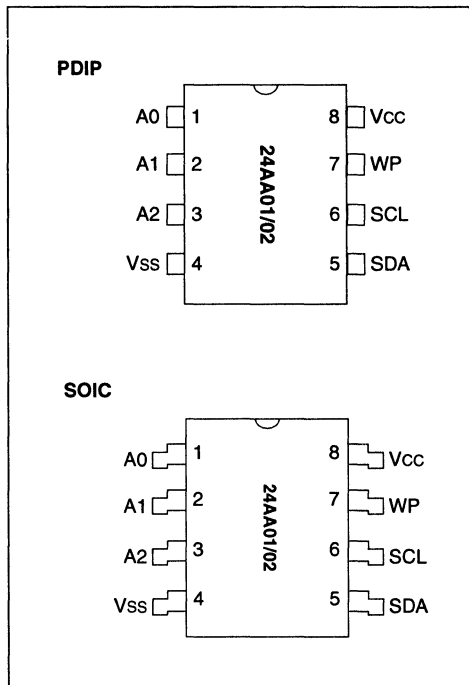 PDIP
A0 1 8 Vcc
A1 2 7 WP
A2 3 6 SCL
Vss 4 5 SDA
24AA01/02
SOIC
A0 1 8 Vcc
A1 2 7 WP
A2 3 6 SCL
Vss 4 5 SDA
24AA01/02